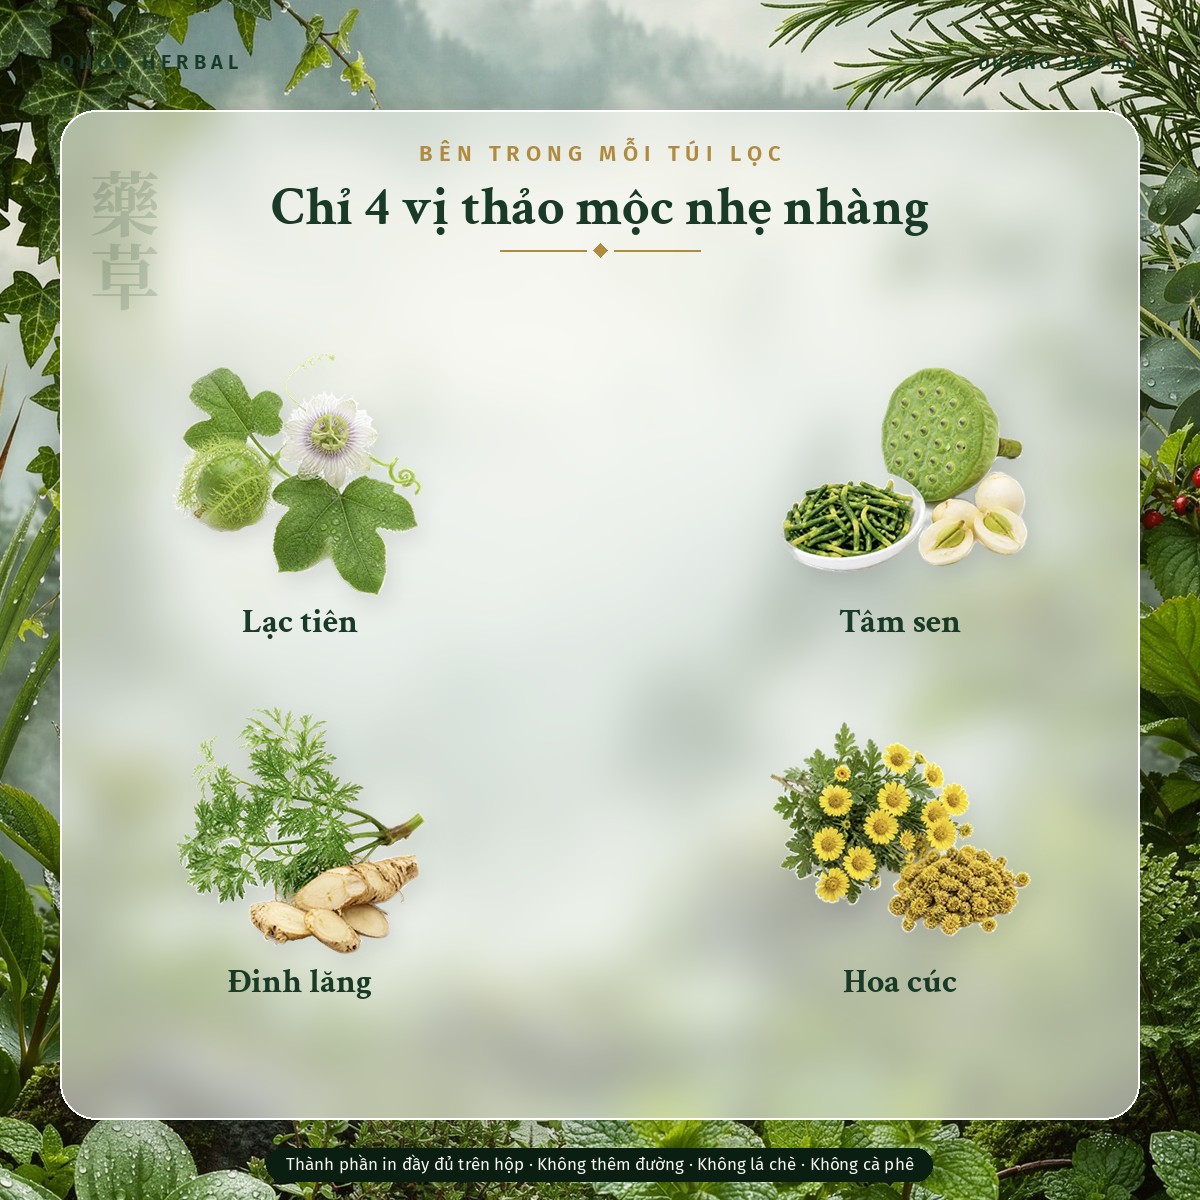 HERBAL
BÊN TRONG MỖI TÚI LỌC
Chỉ 4 vị thảo mộc nhẹ nhàng
藥草
Lạc tiên
Tâm sen
Đinh lăng
Hoa cúc
Thành phần in đầy đủ trên hộp · Không thêm đường · Không lá chè · Không cà phê